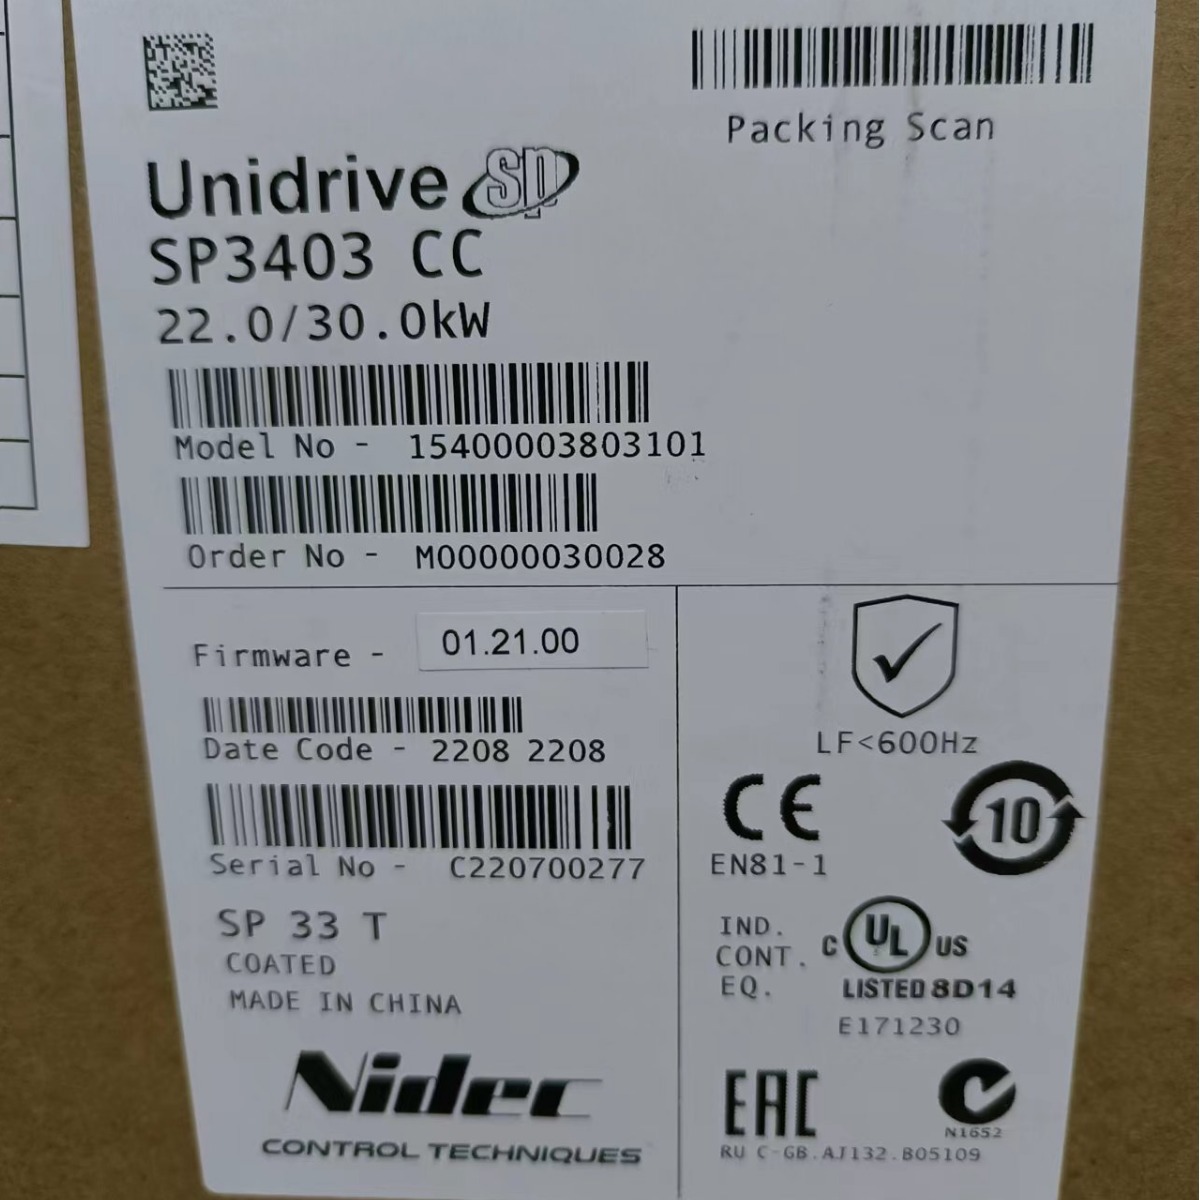 Packing Scan
Unidrive SP
SP3403 CC
22.0/30.0kW
Model No - 15400003803101
Order No - M00000030028
Firmware - 01.21.00
Date Code - 2208 2208
Serial No - C220700277
SP 33 T
COATED
MADE IN CHINA
Nidec
CONTROL TECHNIQUES
LF<600Hz
CE
10
EN81-1
IND.
CONT.
EQ.
C UL US
LISTED 8D14
E171230
EAC
N1652
RU C-GB.AJ132.B05109